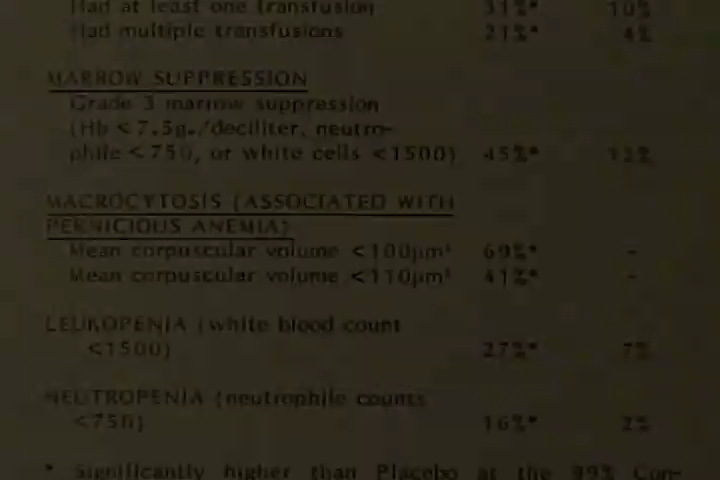 Had at least one Transfusion 31%* 10%
Had multiple transfusions 21%* 4%
MARROW SUPPRESSION
Grade 3 marrow suppression
(Hb <7.5g./deciliter, neutro-
phile <750, or white cells <1500) 45%* 12%
MACROCYTOSIS (ASSOCIATED WITH
PERNICIOUS ANEMIA)
Mean corpuscular volume <100µm³ 69%* -
Mean corpuscular volume <110µm³ 41%* -
LEUKOPENIA (white blood count
<1500) 27%* 7%
NEUTROPENIA (neutrophile counts
<750) 16%* 2%
* Significantly higher than Placebo at the 99% Con-